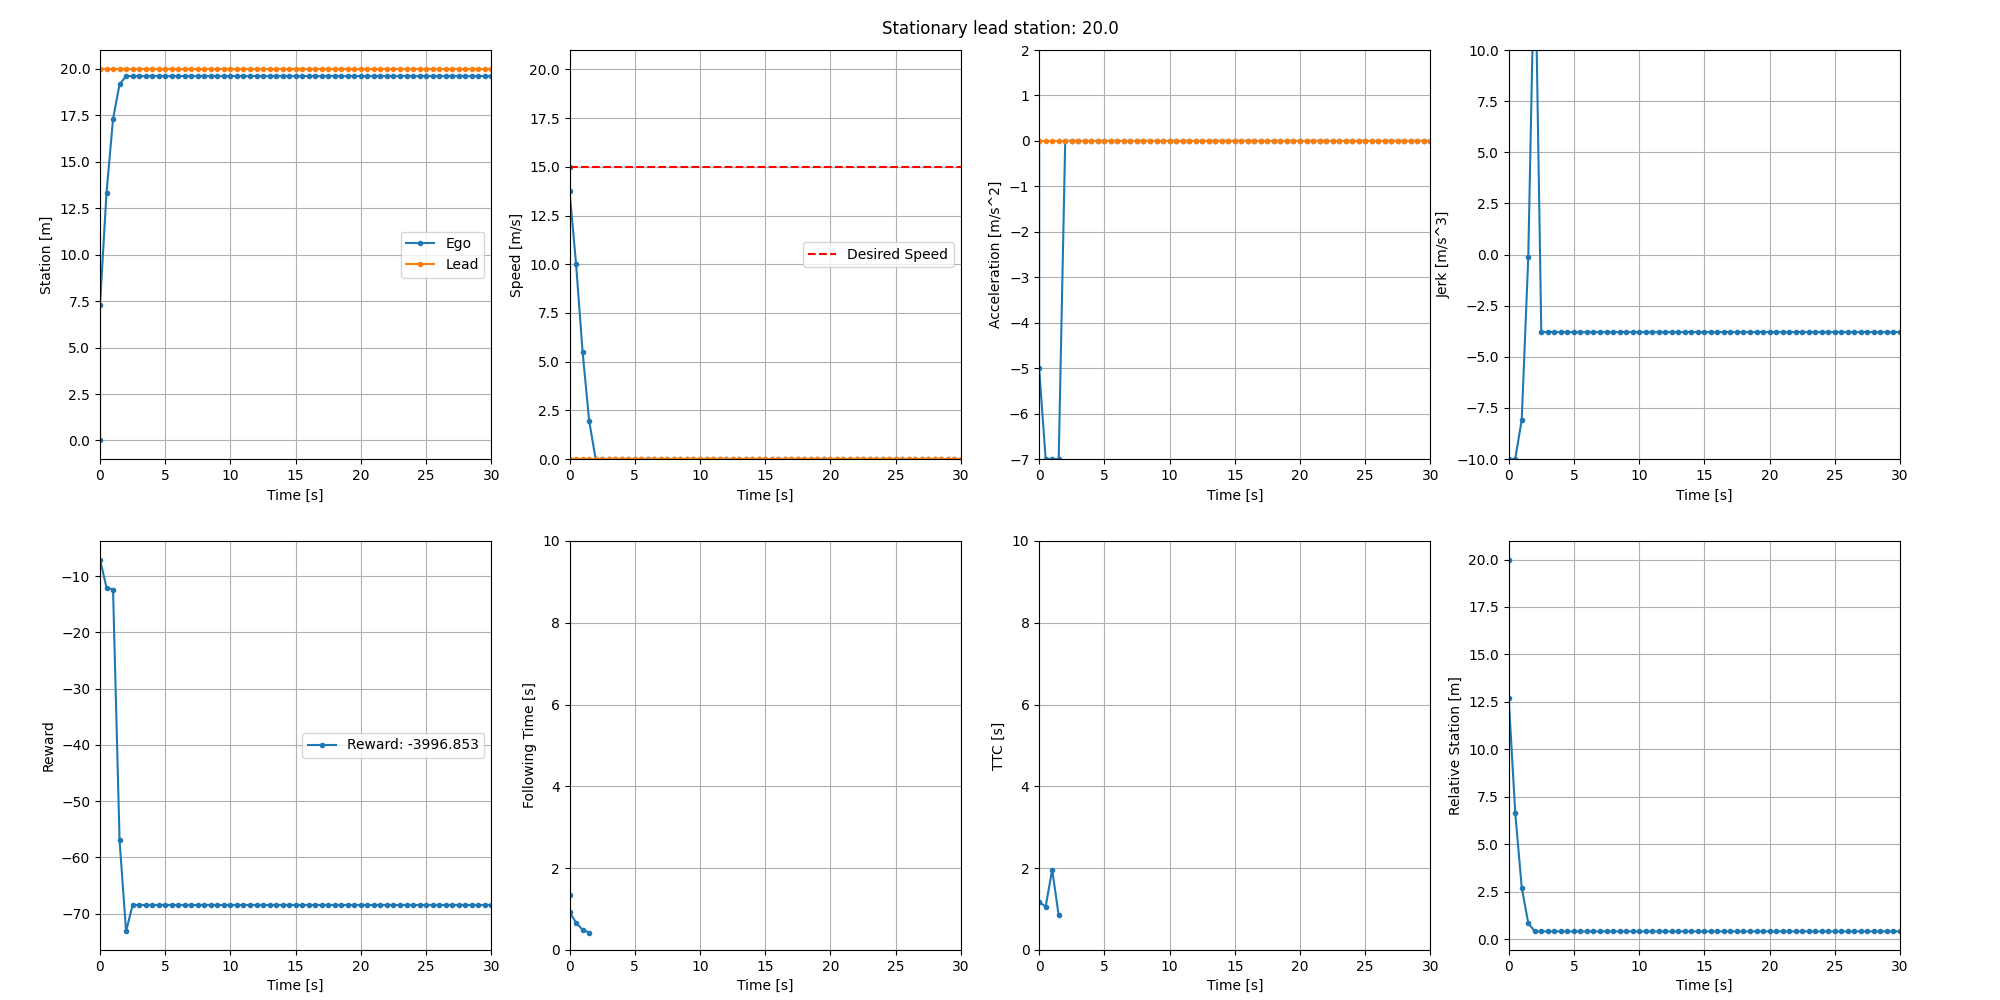 Stationary lead station: 20.0
Station [m]
20.0
17.5
15.0
12.5
10.0
7.5
5.0
2.5
0.0
Ego
Lead
0 5 10 15 20 25 30
Time [s]
Speed [m/s]
20.0
17.5
15.0
12.5
10.0
7.5
5.0
2.5
0.0
Desired Speed
0 5 10 15 20 25 30
Time [s]
Acceleration [m/s^2]
2
1
0
−1
−2
−3
−4
−5
−6
−7
0 5 10 15 20 25 30
Time [s]
Jerk [m/s^3]
10.0
7.5
5.0
2.5
0.0
−2.5
−5.0
−7.5
−10.0
0 5 10 15 20 25 30
Time [s]
Reward
−10
−20
−30
−40
−50
−60
−70
Reward: -3996.853
0 5 10 15 20 25 30
Time [s]
Following Time [s]
10
8
6
4
2
0
0 5 10 15 20 25 30
Time [s]
TTC [s]
10
8
6
4
2
0
0 5 10 15 20 25 30
Time [s]
Relative Station [m]
20.0
17.5
15.0
12.5
10.0
7.5
5.0
2.5
0.0
0 5 10 15 20 25 30
Time [s]